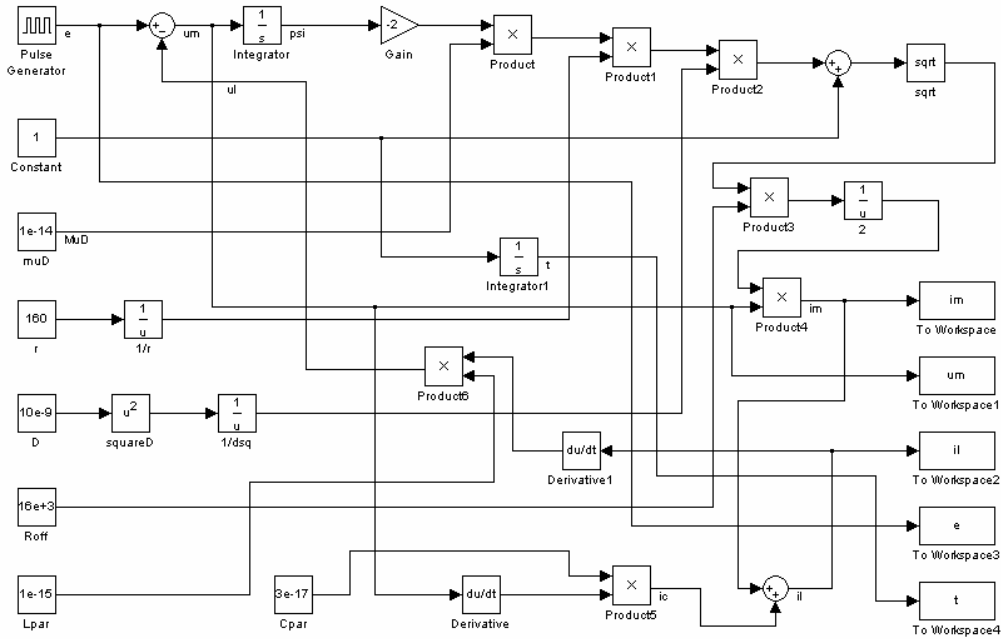 e
um
Pulse
Generator
1
s
Integrator
psi
-2
Gain
Product
Product1
Product2
sqrt
sqrt
ul
1
Constant
1e-14
muD
MuD
1
s
Integrator1
t
Product3
1
u
2
Product4
im
im
To Workspace
160
r
1
u
1/r
Product6
um
To Workspace1
10e-9
D
u²
squareD
1
u
1/dsq
du/dt
Derivative1
il
To Workspace2
16e+3
Roff
e
To Workspace3
1e-15
Lpar
3e-17
Cpar
du/dt
Derivative
Product5
ic
il
t
To Workspace4